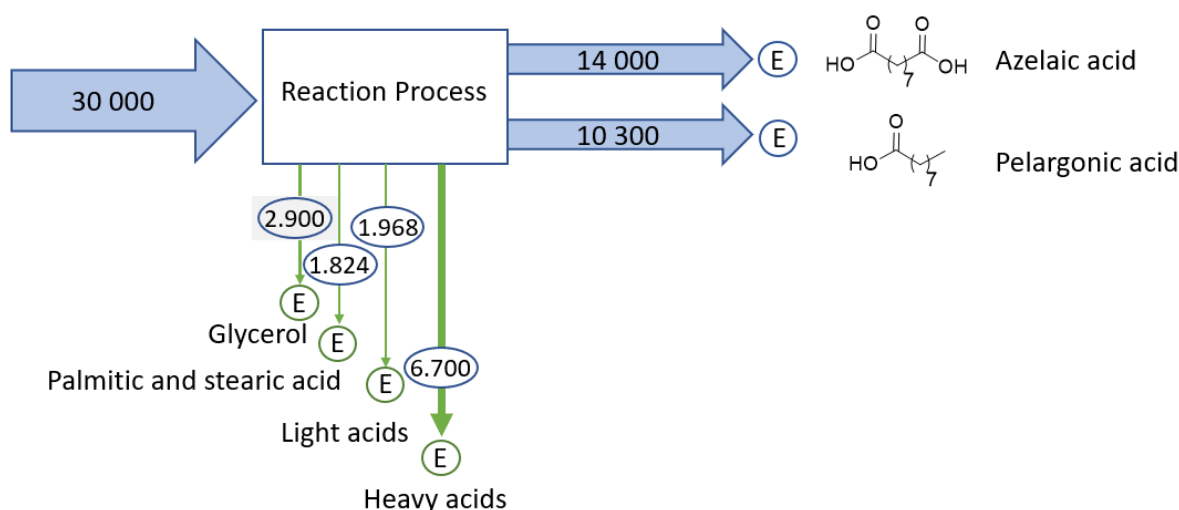 30 000
Reaction Process
14 000
E
O
O
HO
OH
7
Azelaic acid
10 300
E
O
HO
7
Pelargonic acid
2.900
1.968
1.824
E
Glycerol
E
Palmitic and stearic acid
6.700
E
Light acids
E
Heavy acids